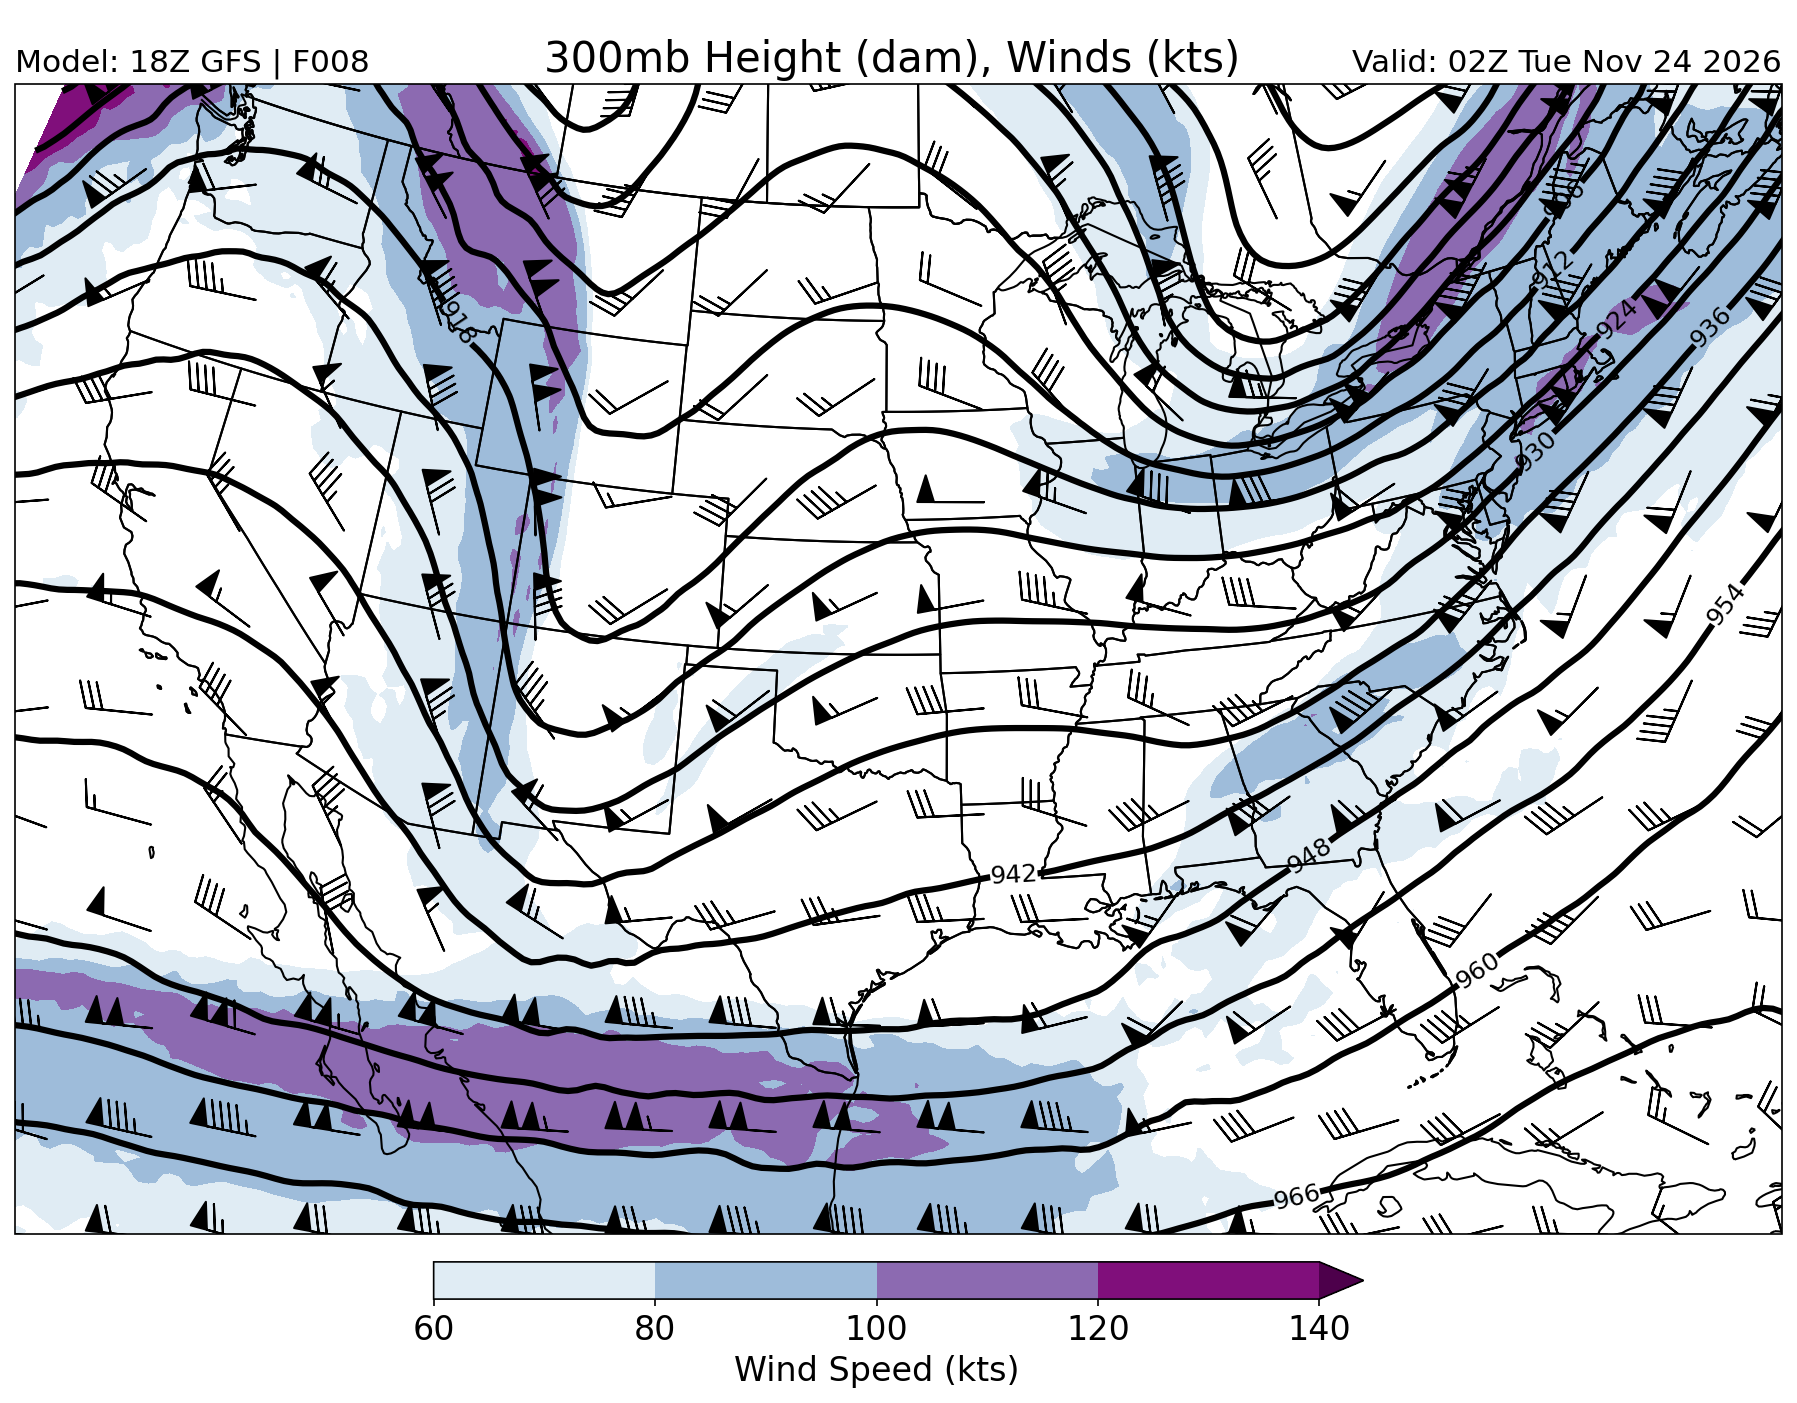 Model: 18Z GFS | F008
300mb Height (dam), Winds (kts)
Valid: 02Z Tue Nov 24 2026
912
918
924
936
930
954
942
948
960
966
60 80 100 120 140
Wind Speed (kts)